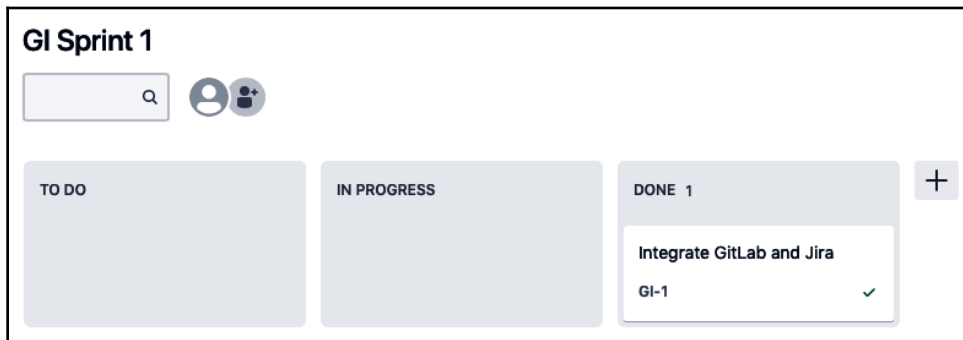 GI Sprint 1
TO DO
IN PROGRESS
DONE 1
Integrate GitLab and Jira
GI-1